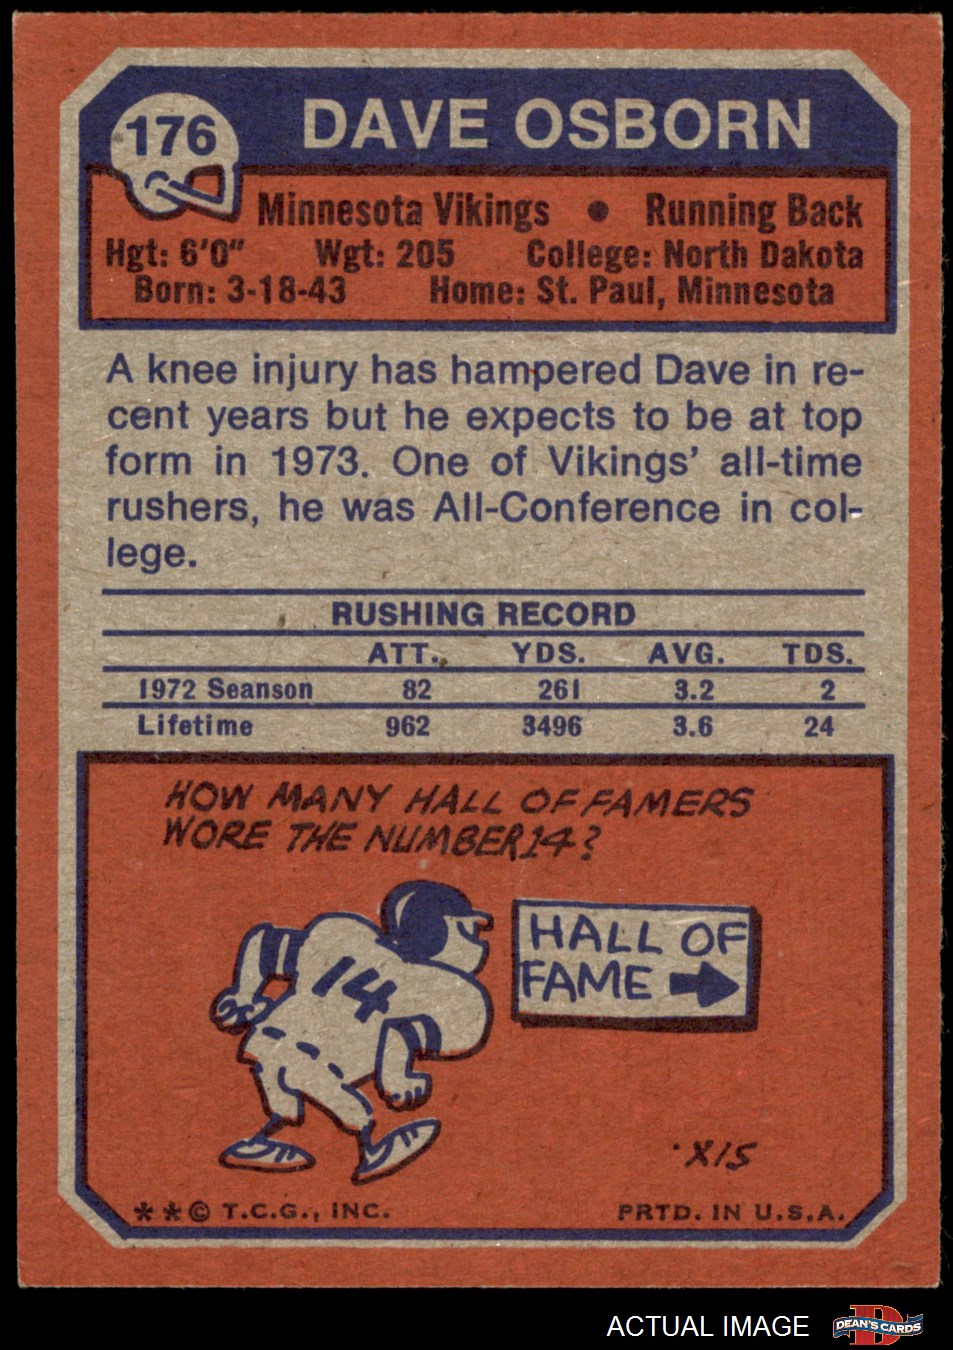 176
DAVE OSBORN
Minnesota Vikings • Running Back
Hgt: 6'0" Wgt: 205 College: North Dakota
Born: 3-18-43 Home: St. Paul, Minnesota
A knee injury has hampered Dave in re-
cent years but he expects to be at top
form in 1973. One of Vikings' all-time
rushers, he was All-Conference in col-
lege.
RUSHING RECORD
ATT. YDS. AVG. TDS.
1972 Seanson 82 261 3.2 2
Lifetime 962 3496 3.6 24
HOW MANY HALL OF FAMERS
WORE THE NUMBER 14?
14
HALL OF
FAME
X15
**© T.C.G., INC. PRTD. IN U.S.A.
ACTUAL IMAGE
D
DEAN'S CARDS